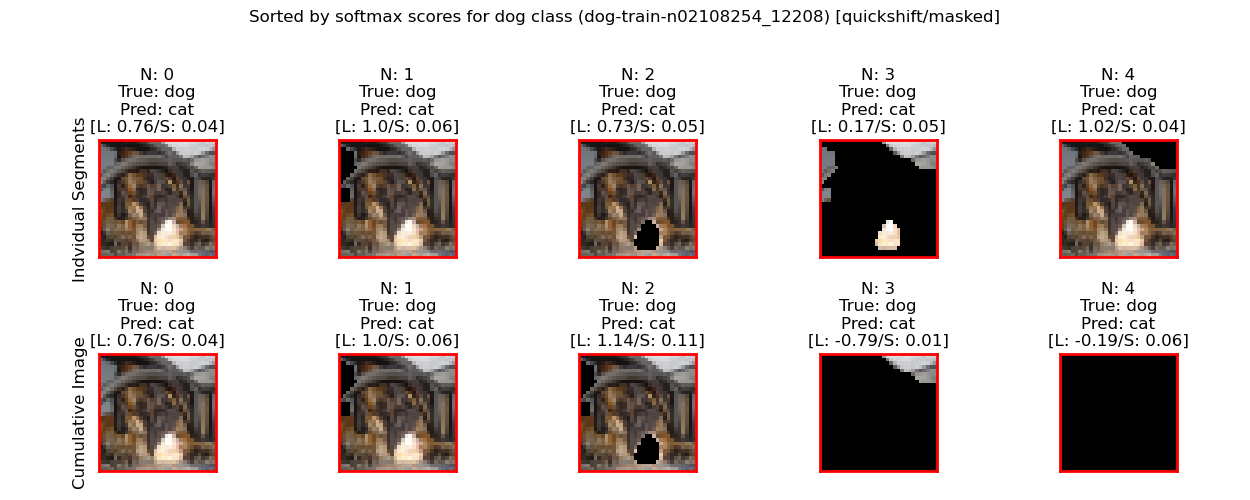 Sorted by softmax scores for dog class (dog-train-n02108254_12208) [quickshift/masked]
Indvidual Segments
N: 0
True: dog
Pred: cat
[L: 0.76/S: 0.04]
N: 1
True: dog
Pred: cat
[L: 1.0/S: 0.06]
N: 2
True: dog
Pred: cat
[L: 0.73/S: 0.05]
N: 3
True: dog
Pred: cat
[L: 0.17/S: 0.05]
N: 4
True: dog
Pred: cat
[L: 1.02/S: 0.04]
Cumulative Image
N: 0
True: dog
Pred: cat
[L: 0.76/S: 0.04]
N: 1
True: dog
Pred: cat
[L: 1.0/S: 0.06]
N: 2
True: dog
Pred: cat
[L: 1.14/S: 0.11]
N: 3
True: dog
Pred: cat
[L: -0.79/S: 0.01]
N: 4
True: dog
Pred: cat
[L: -0.19/S: 0.06]